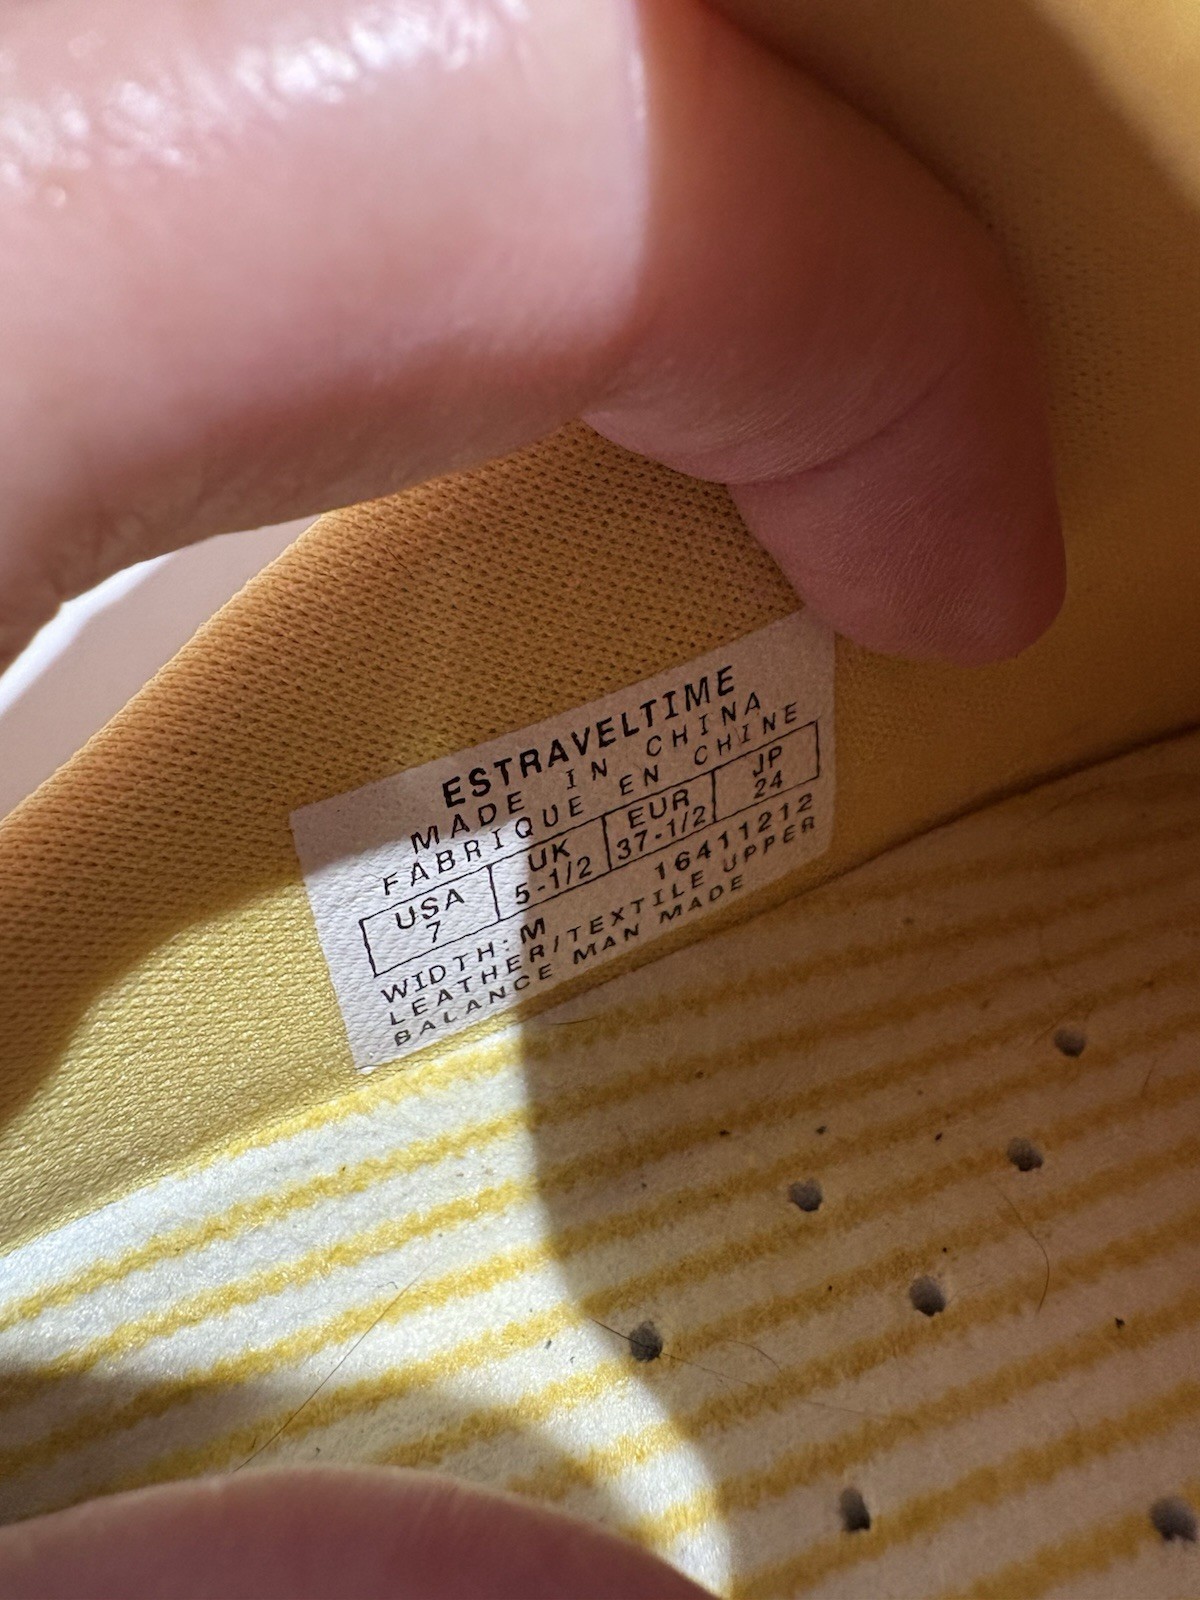 ESTRAVELTIME
MADE IN CHINA
FABRIQUE EN CHINE
USA UK EUR JP
7 5-1/2 37-1/2 24
WIDTH: M 16411212
LEATHER/TEXTILE UPPER
BALANCE MAN MADE